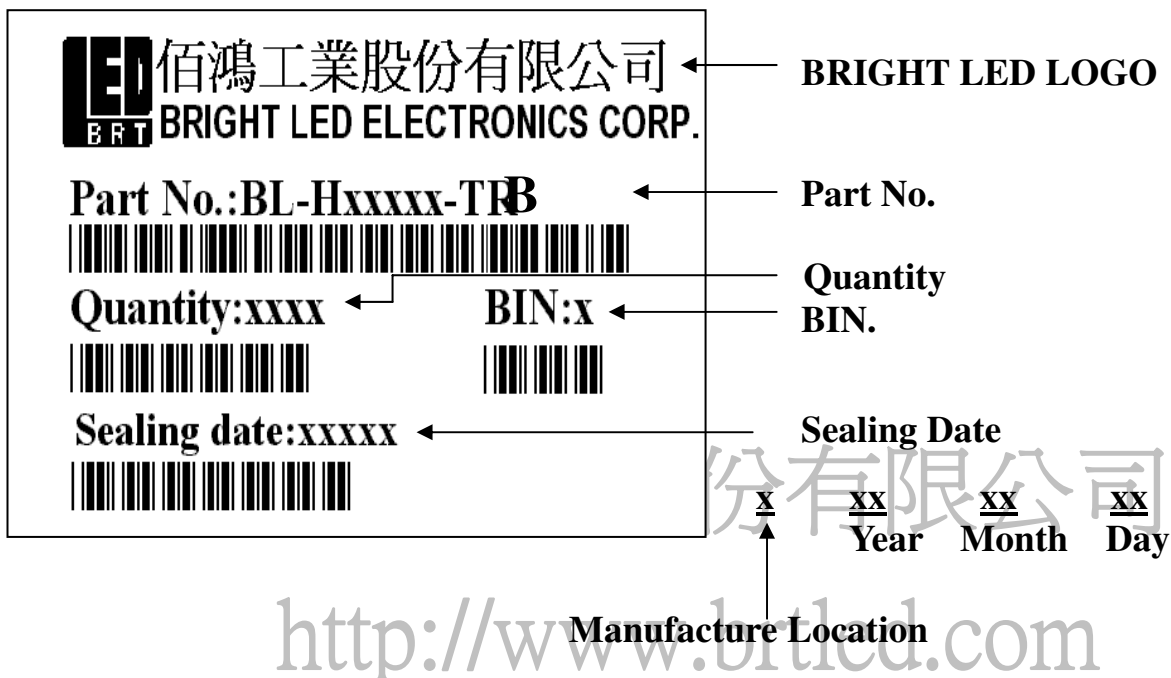 LED 佰鴻工業股份有限公司 BRIGHT LED LOGO
BRT BRIGHT LED ELECTRONICS CORP.
Part No.:BL-Hxxxxx-TRB Part No.
Quantity
Quantity:xxxx BIN:x BIN.
Sealing date:xxxxx Sealing Date
份有限公司
x xx xx xx
Year Month Day
Manufacture Location
http://www.brtled.com